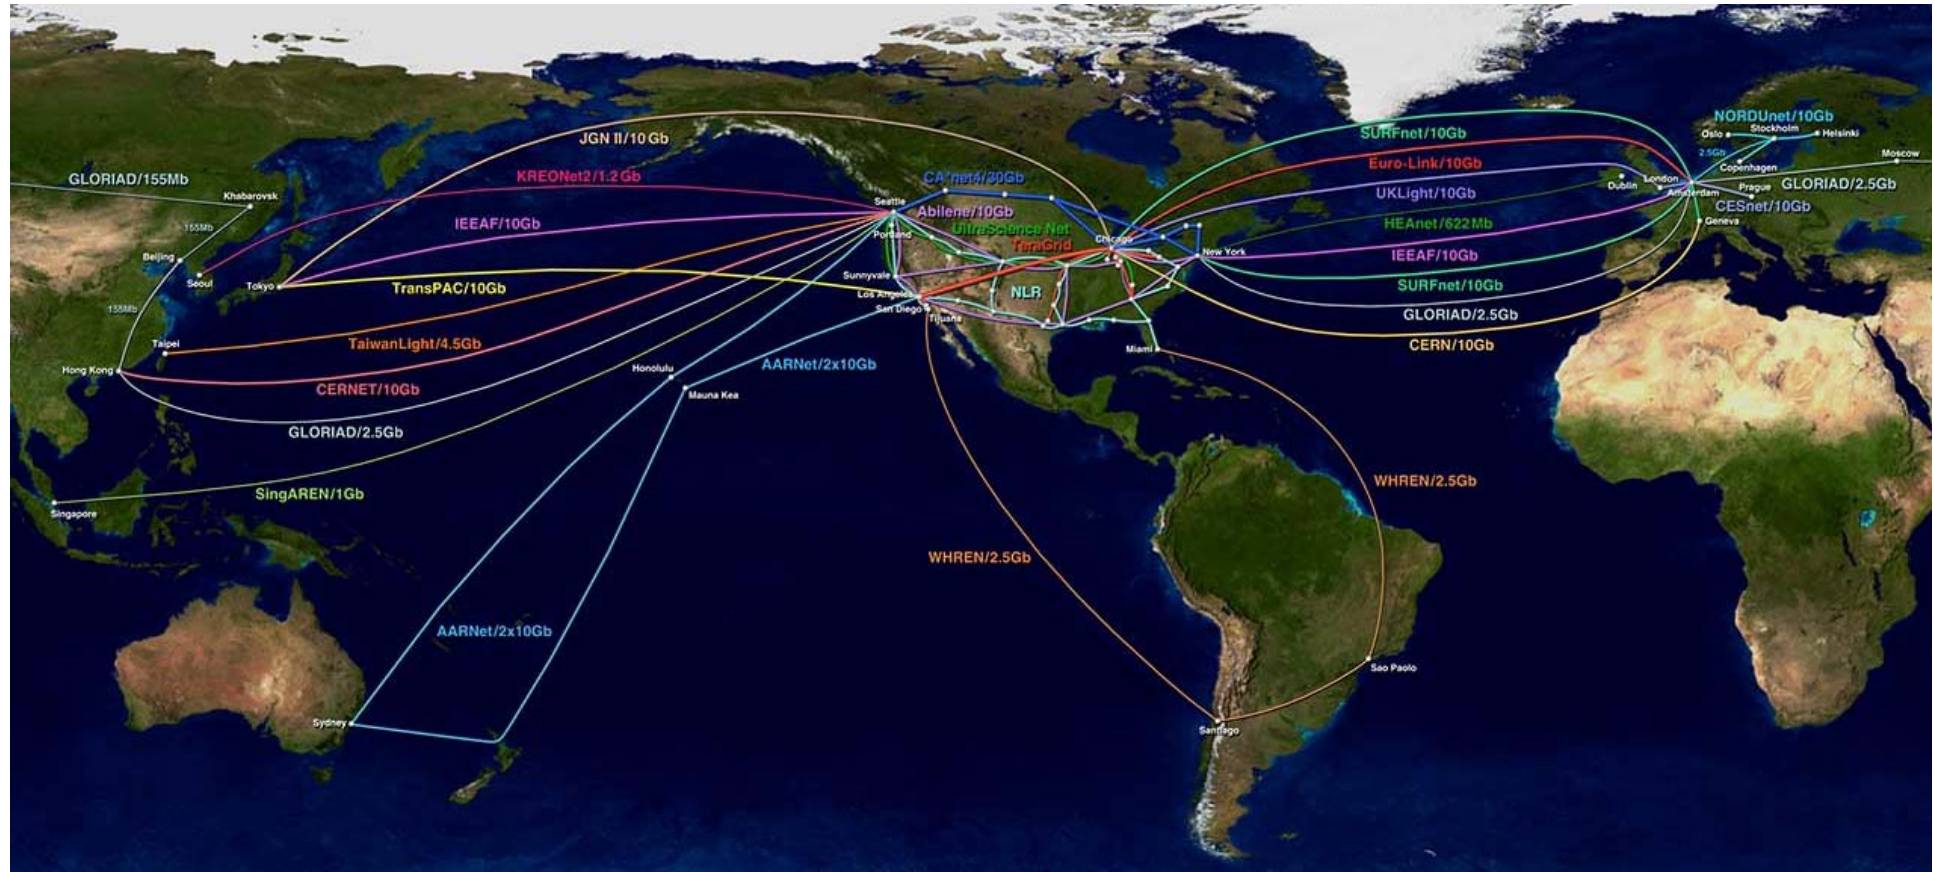 JGN II/10 Gb
GLORIAD/155Mb
KREONet2/1.2 Gb
Khabarovsk
155Mb
IEEAF/10Gb
Beijing
Seoul
Tokyo
TransPAC/10Gb
155Mb
Taipei
TaiwanLight/4.5Gb
Hong Kong
CERNET/10Gb
GLORIAD/2.5Gb
SingAREN/1Gb
Singapore
Honolulu
Mauna Kea
AARNet/2x10Gb
AARNet/2x10Gb
Sydney
CA*net4/30Gb
Seattle
Abilene/10Gb
Portland
UltraScience Net
TeraGrid
Chicago
New York
Sunnyvale
Los Angeles
NLR
San Diego
Tijuana
Miami
WHREN/2.5Gb
WHREN/2.5Gb
Sao Paolo
Santiago
SURFnet/10Gb
Euro-Link/10Gb
UKLight/10Gb
HEAnet/622Mb
IEEAF/10Gb
SURFnet/10Gb
GLORIAD/2.5Gb
CERN/10Gb
NORDUnet/10Gb
Oslo
Stockholm
Helsinki
2.5Gb
Copenhagen
Moscow
Dublin
London
Amsterdam
Prague
GLORIAD/2.5Gb
CESnet/10Gb
Geneva